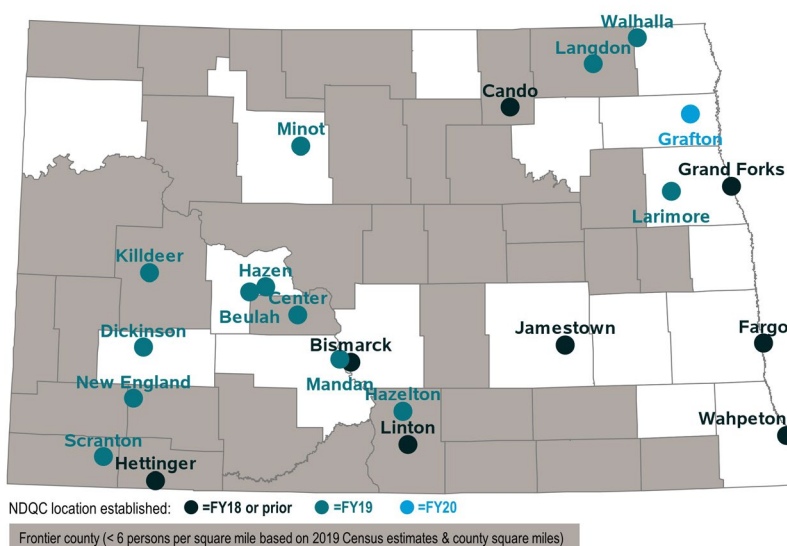 Walhalla
Langdon
Cando
Grafton
Minot
Grand Forks
Larimore
Killdeer
Hazen
Center
Beulah
Dickinson
Bismarck
Jamestown
Fargo
Mandan
New England
Hazelton
Linton
Wahpeton
Scranton
Hettinger
NDQC location established: =FY18 or prior =FY19 =FY20
Frontier county (< 6 persons per square mile based on 2019 Census estimates & county square miles)